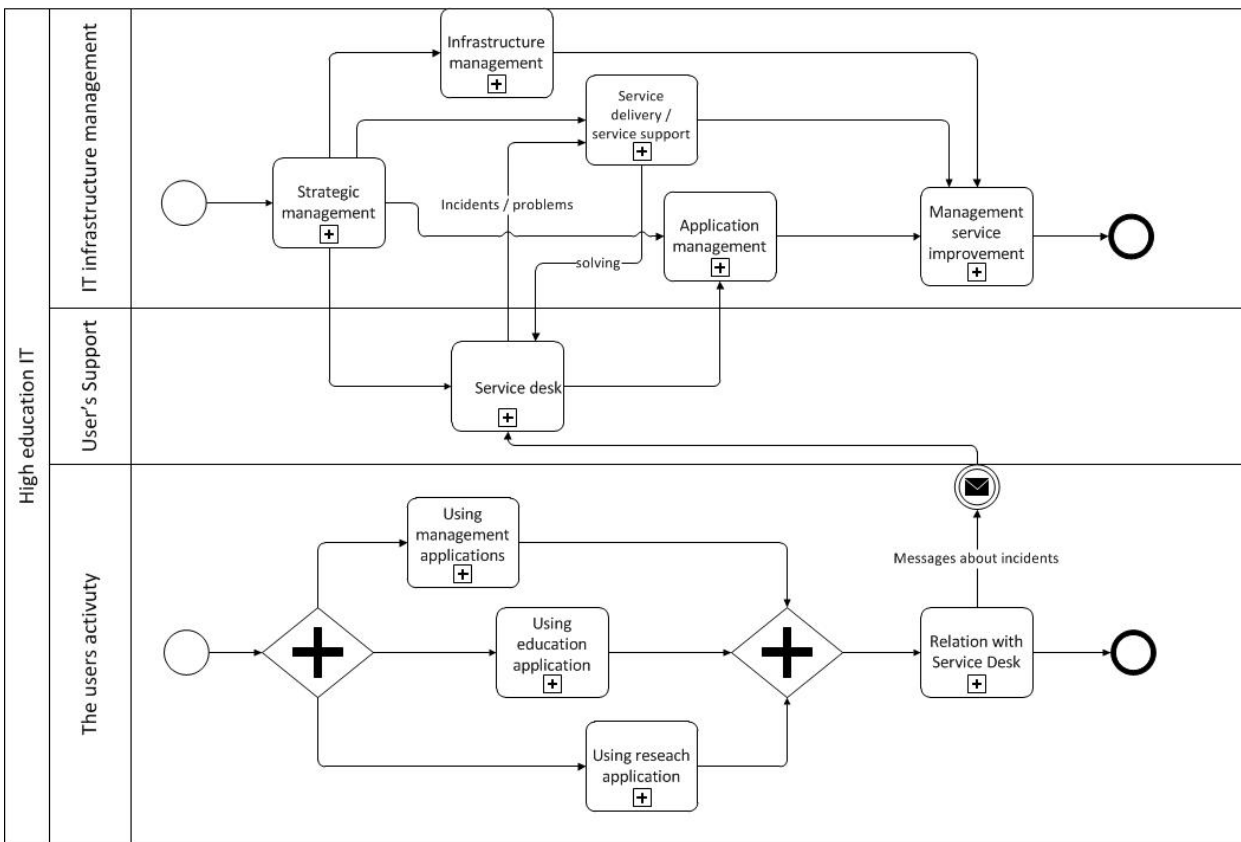 High education IT
IT infrastructure management
Infrastructure
management
Service
delivery /
service support
Strategic
management
Incidents / problems
Application
management
Management
service
improvement
solving
User's Support
Service desk
The users activuty
Using
management
applications
Messages about incidents
Using
education
application
Relation with
Service Desk
Using reseach
application